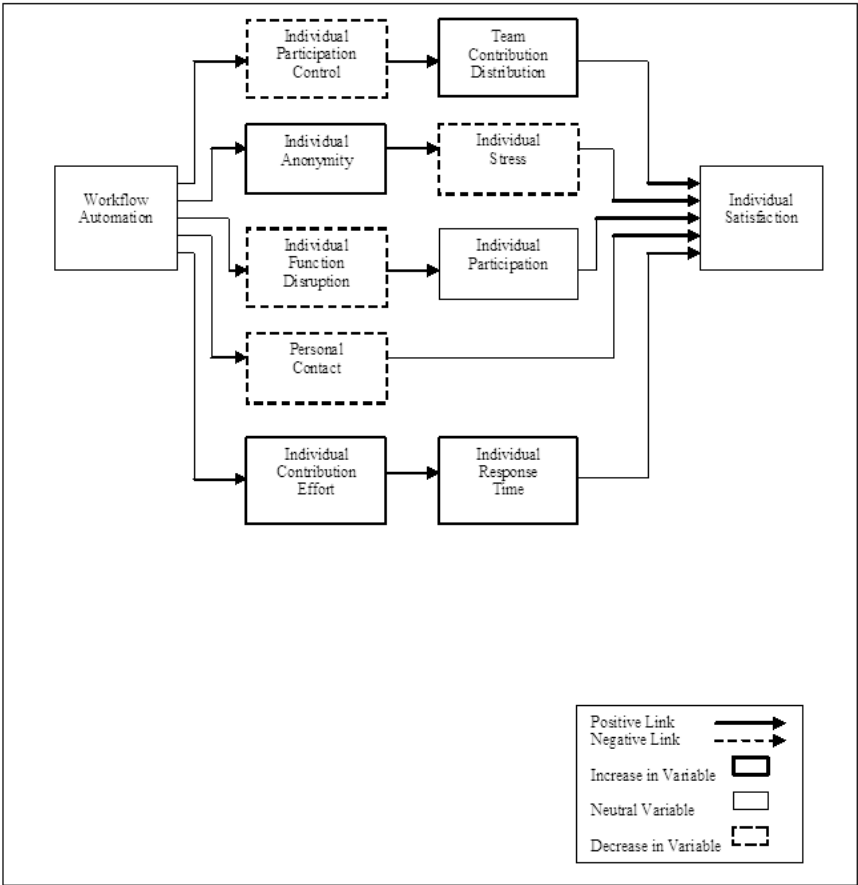 Individual
Participation
Control
Team
Contribution
Distribution
Individual
Anonymity
Individual
Stress
Workflow
Automation
Individual
Satisfaction
Individual
Function
Disruption
Individual
Participation
Personal
Contact
Individual
Contribution
Effort
Individual
Response
Time
Positive Link
Negative Link
Increase in Variable
Neutral Variable
Decrease in Variable